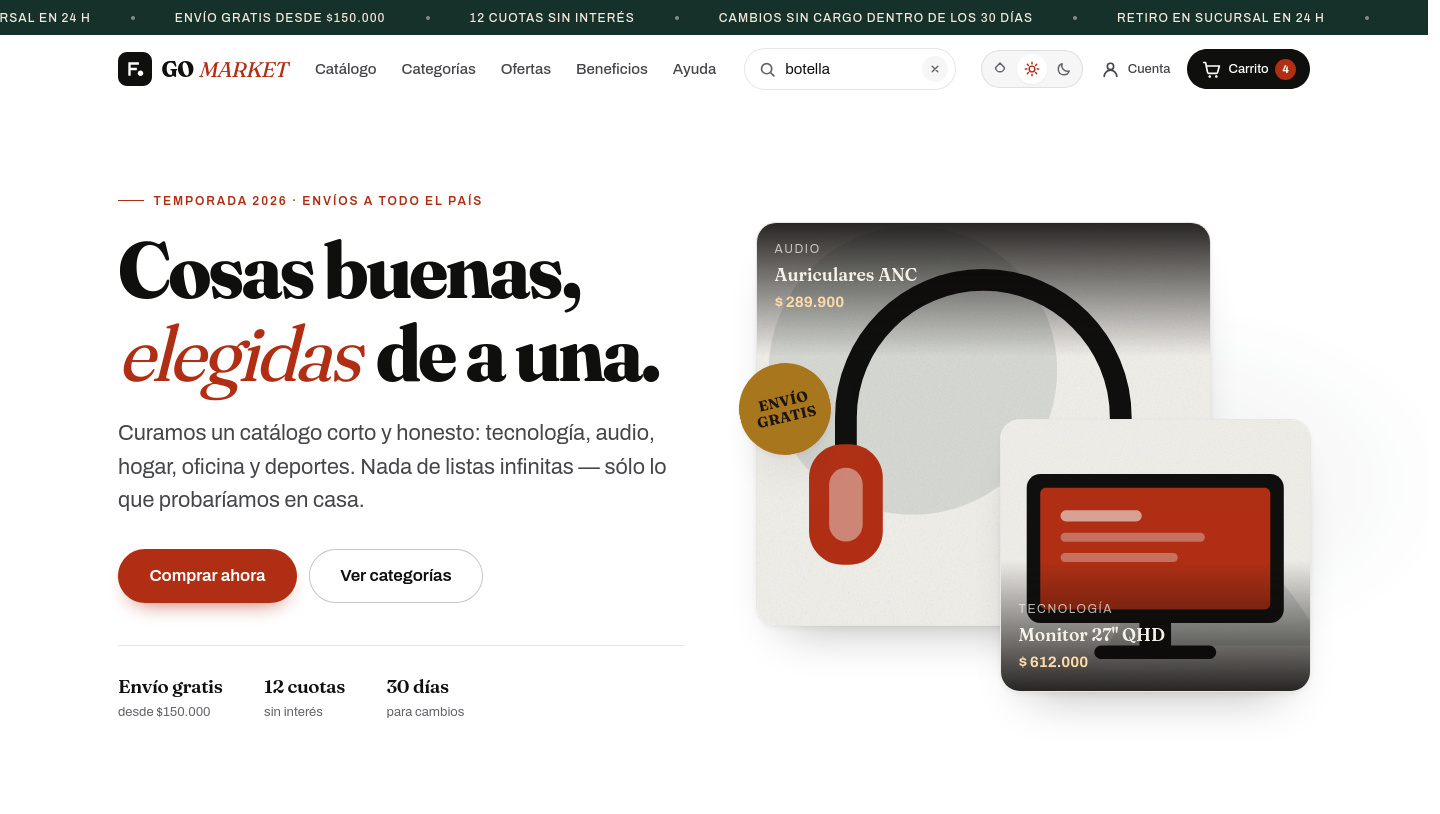 RSAL EN 24 H • ENVÍO GRATIS DESDE $150.000 • 12 CUOTAS SIN INTERÉS • CAMBIOS SIN CARGO DENTRO DE LOS 30 DÍAS • RETIRO EN SUCURSAL EN 24 H •
F. GO MARKET Catálogo Categorías Ofertas Beneficios Ayuda botella Cuenta Carrito 4
TEMPORADA 2026 · ENVÍOS A TODO EL PAÍS
Cosas buenas,
elegidas de a una.
Curamos un catálogo corto y honesto: tecnología, audio,
hogar, oficina y deportes. Nada de listas infinitas — sólo lo
que probaríamos en casa.
Comprar ahora
Ver categorías
Envío gratis
desde $150.000
12 cuotas
sin interés
30 días
para cambios
AUDIO
Auriculares ANC
$ 289.900
ENVÍO
GRATIS
TECNOLOGÍA
Monitor 27" QHD
$ 612.000